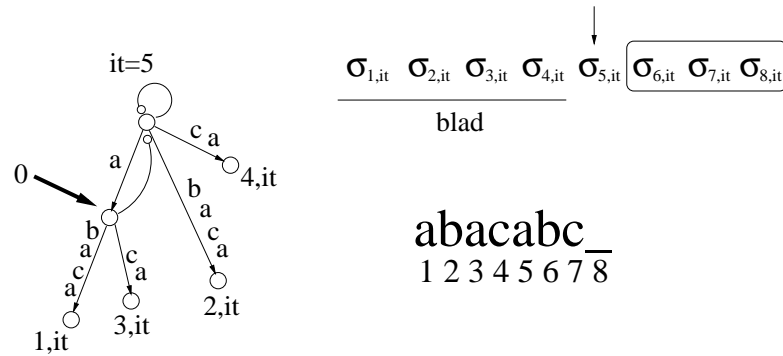 it=5
σ1,it σ2,it σ3,it σ4,it σ5,it σ6,it σ7,it σ8,it
blad
c a
a
0
b a c a
4,it
b a c a
c a
abacabc_
1 2 3 4 5 6 7 8
1,it
3,it
2,it